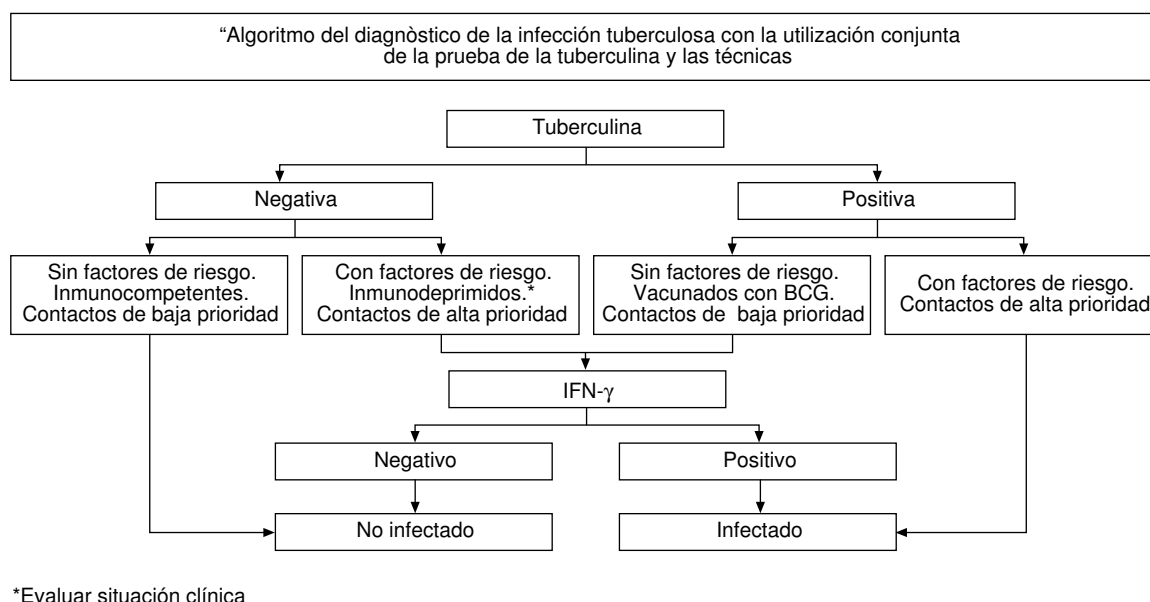 “Algoritmo del diagnòstico de la infección tuberculosa con la utilización conjunta
de la prueba de la tuberculina y las técnicas
Tuberculina
Negativa
Positiva
Sin factores de riesgo.
Inmunocompetentes.
Contactos de baja prioridad
Con factores de riesgo.
Inmunodeprimidos.*
Contactos de alta prioridad
Sin factores de riesgo.
Vacunados con BCG.
Contactos de baja prioridad
Con factores de riesgo.
Contactos de alta prioridad
IFN-γ
Negativo
Positivo
No infectado
Infectado
*Evaluar situación clínica